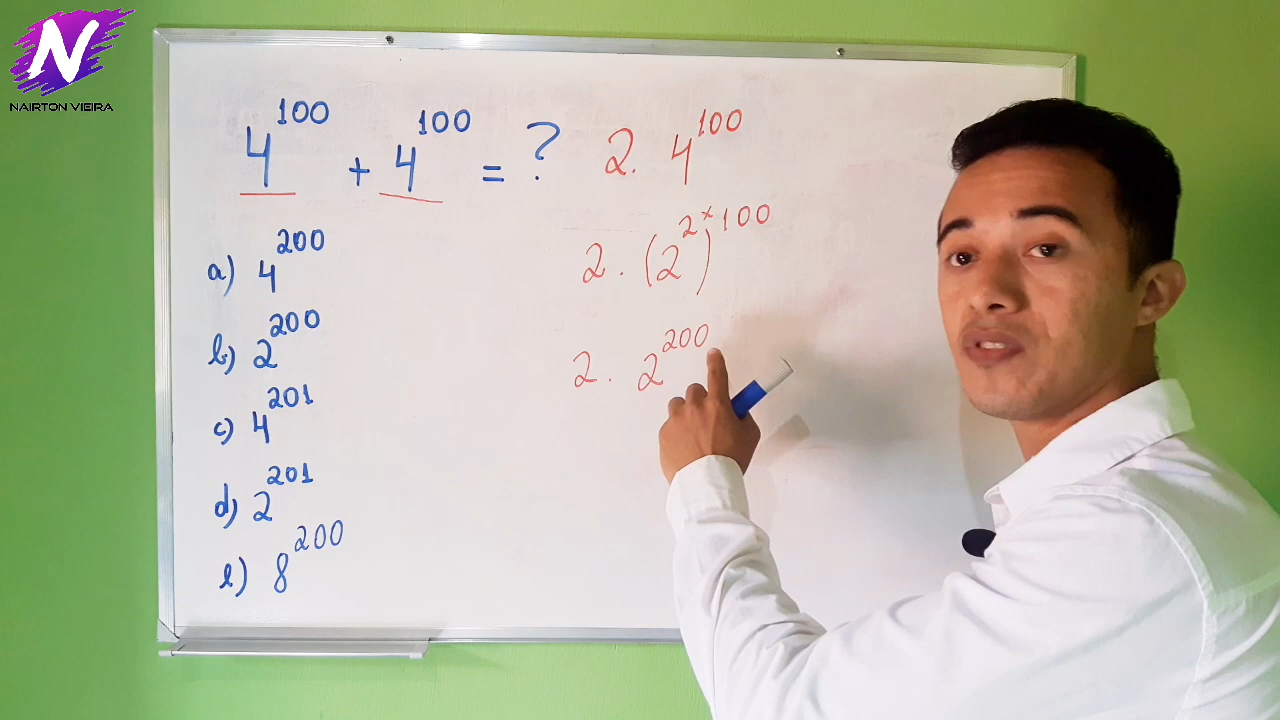 N
NAIRTON VIEIRA
4^100 + 4^100 = ?
a) 4^200
b) 2^200
c) 4^201
d) 2^201
e) 8^200
2 . 4^100
2 . (2^2)^x 100
2 . 2^200